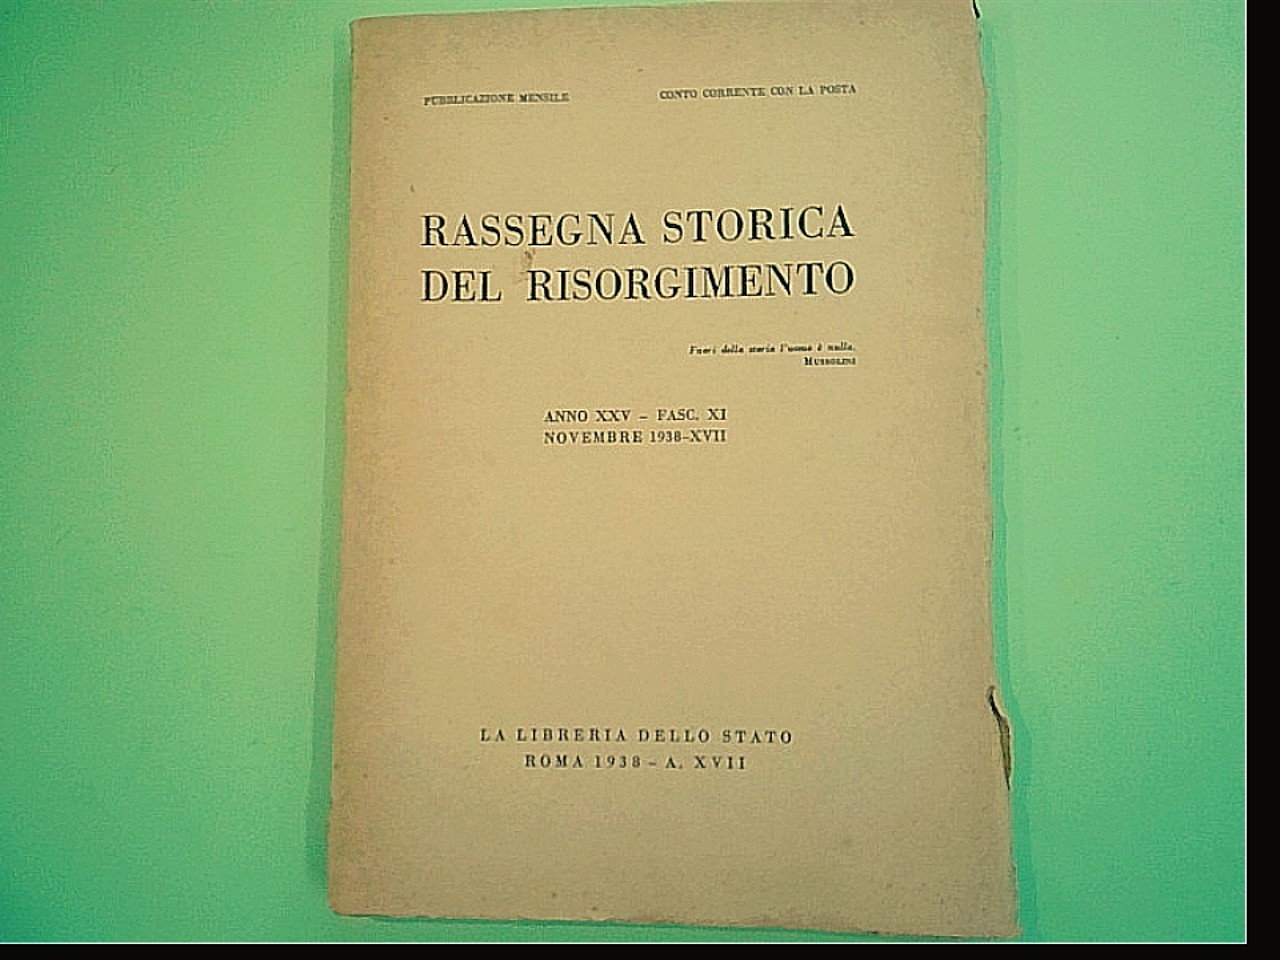 PUBBLICAZIONE MENSILE
CONTO CORRENTE CON LA POSTA
RASSEGNA STORICA
DEL RISORGIMENTO
Fuori della storia l'uomo è nulla.
MUSSOLINI
ANNO XXV – FASC. XI
NOVEMBRE 1938–XVII
LA LIBRERIA DELLO STATO
ROMA 1938 – A. XVII